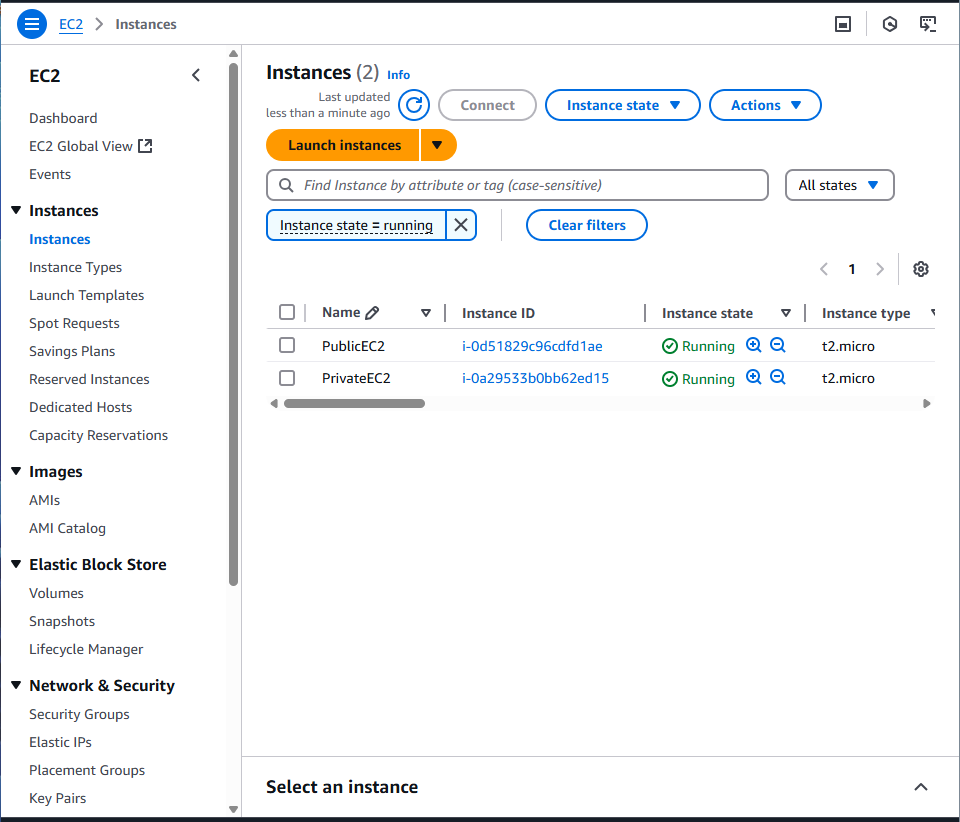 EC2 Instances
EC2
Dashboard
EC2 Global View
Events
Instances
Instances
Instance Types
Launch Templates
Spot Requests
Savings Plans
Reserved Instances
Dedicated Hosts
Capacity Reservations
Images
AMIs
AMI Catalog
Elastic Block Store
Volumes
Snapshots
Lifecycle Manager
Network & Security
Security Groups
Elastic IPs
Placement Groups
Key Pairs
Instances (2) Info
Last updated
less than a minute ago
Connect Instance state Actions
Launch instances
Find Instance by attribute or tag (case-sensitive) All states
Instance state = running Clear filters
1
Name Instance ID Instance state Instance type
PublicEC2 i-0d51829c96cdfd1ae Running t2.micro
PrivateEC2 i-0a29533b0bb62ed15 Running t2.micro
Select an instance